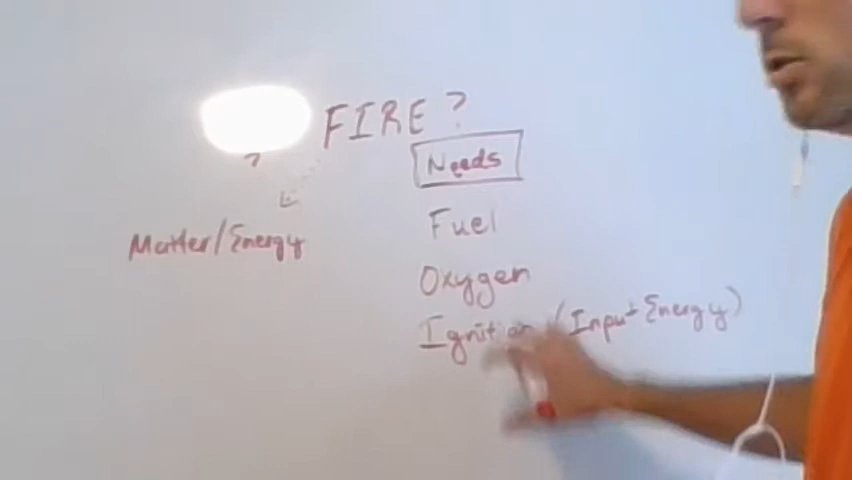 FIRE?
Needs
?
Fuel
Matter/Energy
Oxygen
Ignition (Input Energy)